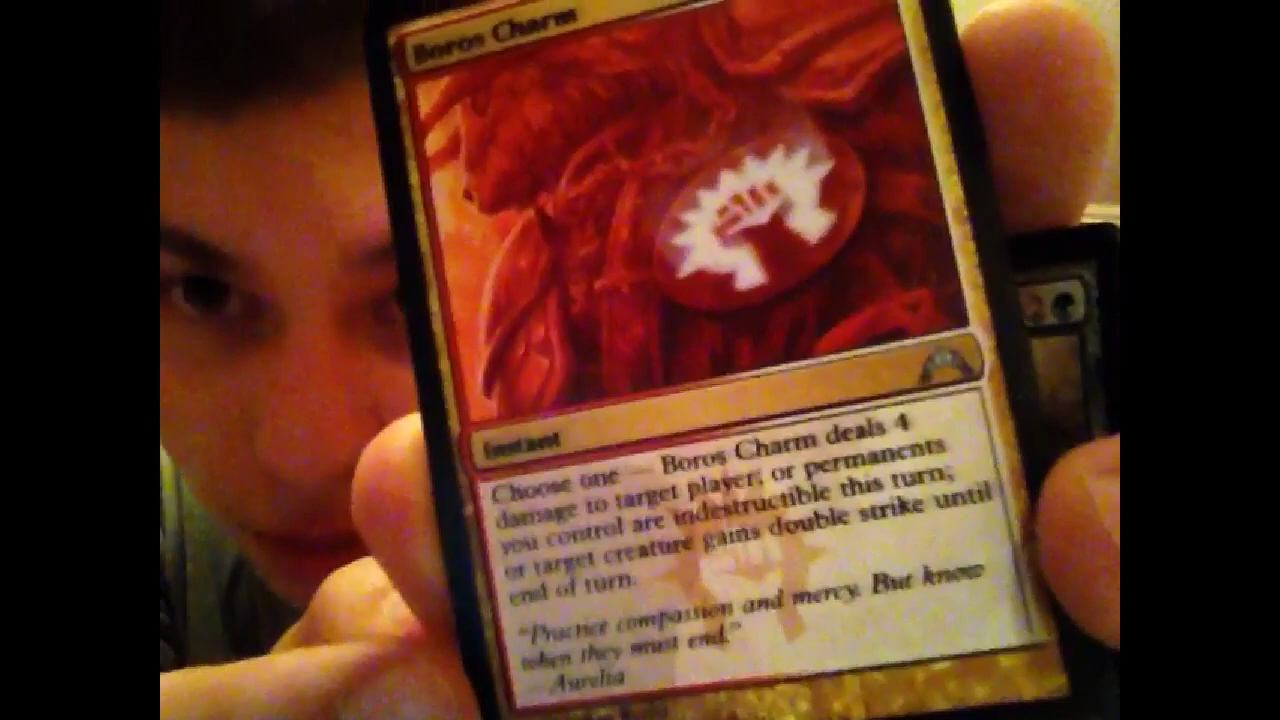 Boros Charm
Instant
Choose one — Boros Charm deals 4
damage to target player; or permanents
you control are indestructible this turn;
or target creature gains double strike until
end of turn.
"Practice compassion and mercy. But know
when they must end."
—Aurelia